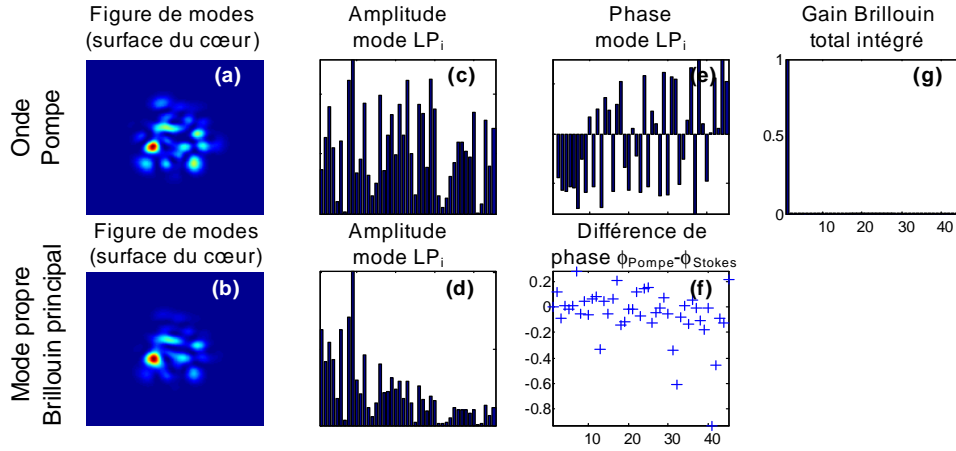 Figure de modes
(surface du cœur)
Amplitude
mode LPi
Phase
mode LPi
Gain Brillouin
total intégré
Onde
Pompe
(a)
(c)
(e)
(g)
1
0.5
0
10
20
30
40
Figure de modes
(surface du cœur)
Amplitude
mode LPi
Différence de
phase ϕPompe-ϕStokes
Mode propre
Brillouin principal
(b)
(d)
(f)
0.2
0
-0.2
-0.4
-0.6
-0.8
10
20
30
40